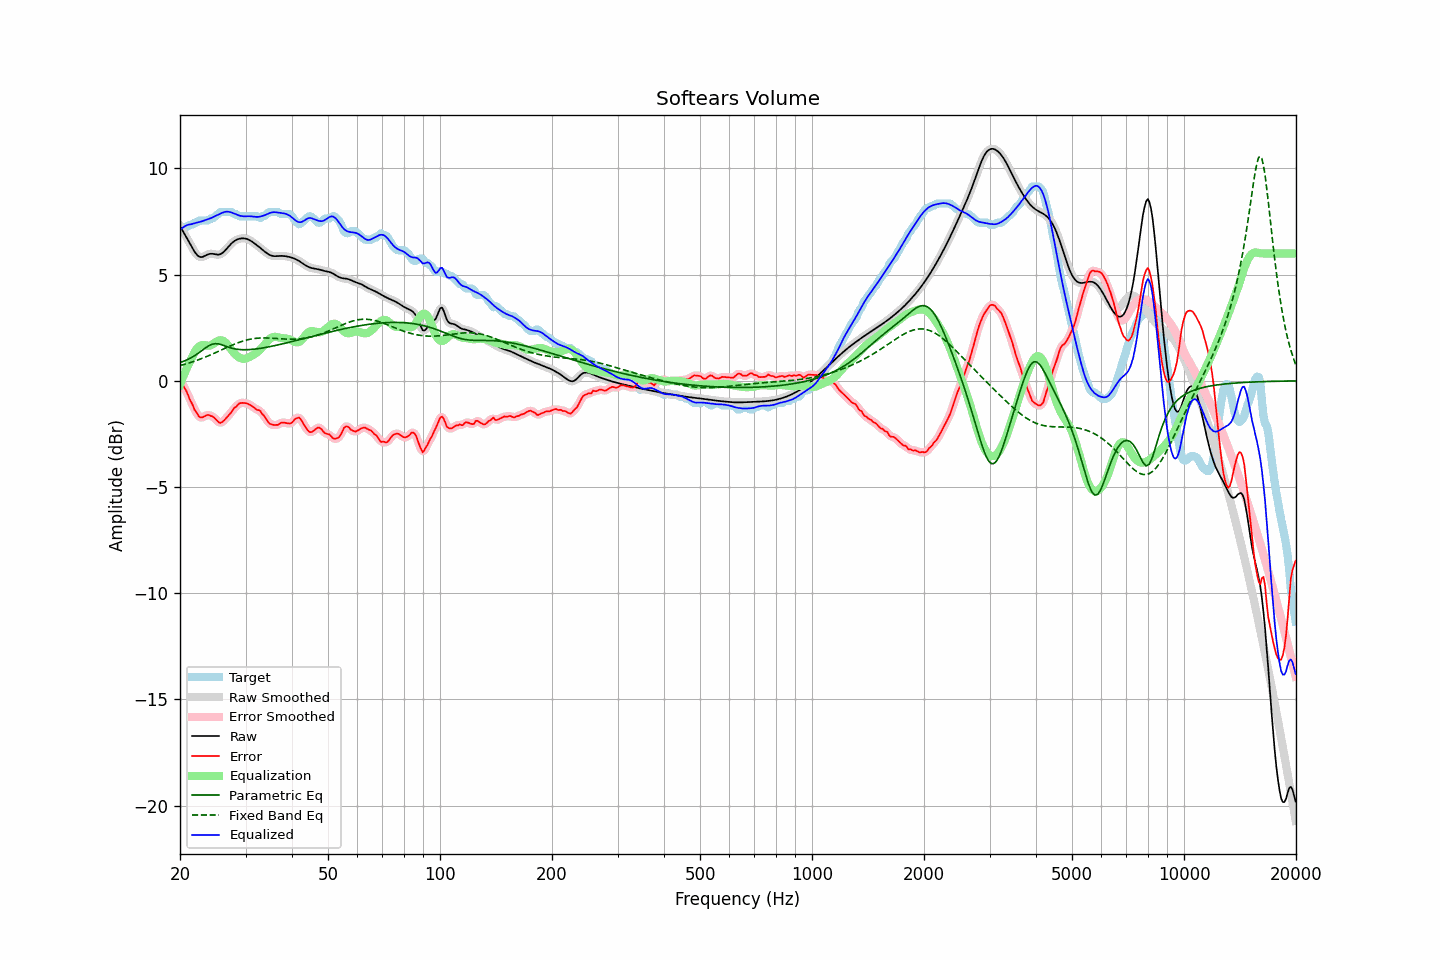 Softears Volume
Amplitude (dBr)
10
5
0
−5
−10
−15
−20
Target
Raw Smoothed
Error Smoothed
Raw
Error
Equalization
Parametric Eq
Fixed Band Eq
Equalized
20 50 100 200 500 1000 2000 5000 10000 20000
Frequency (Hz)